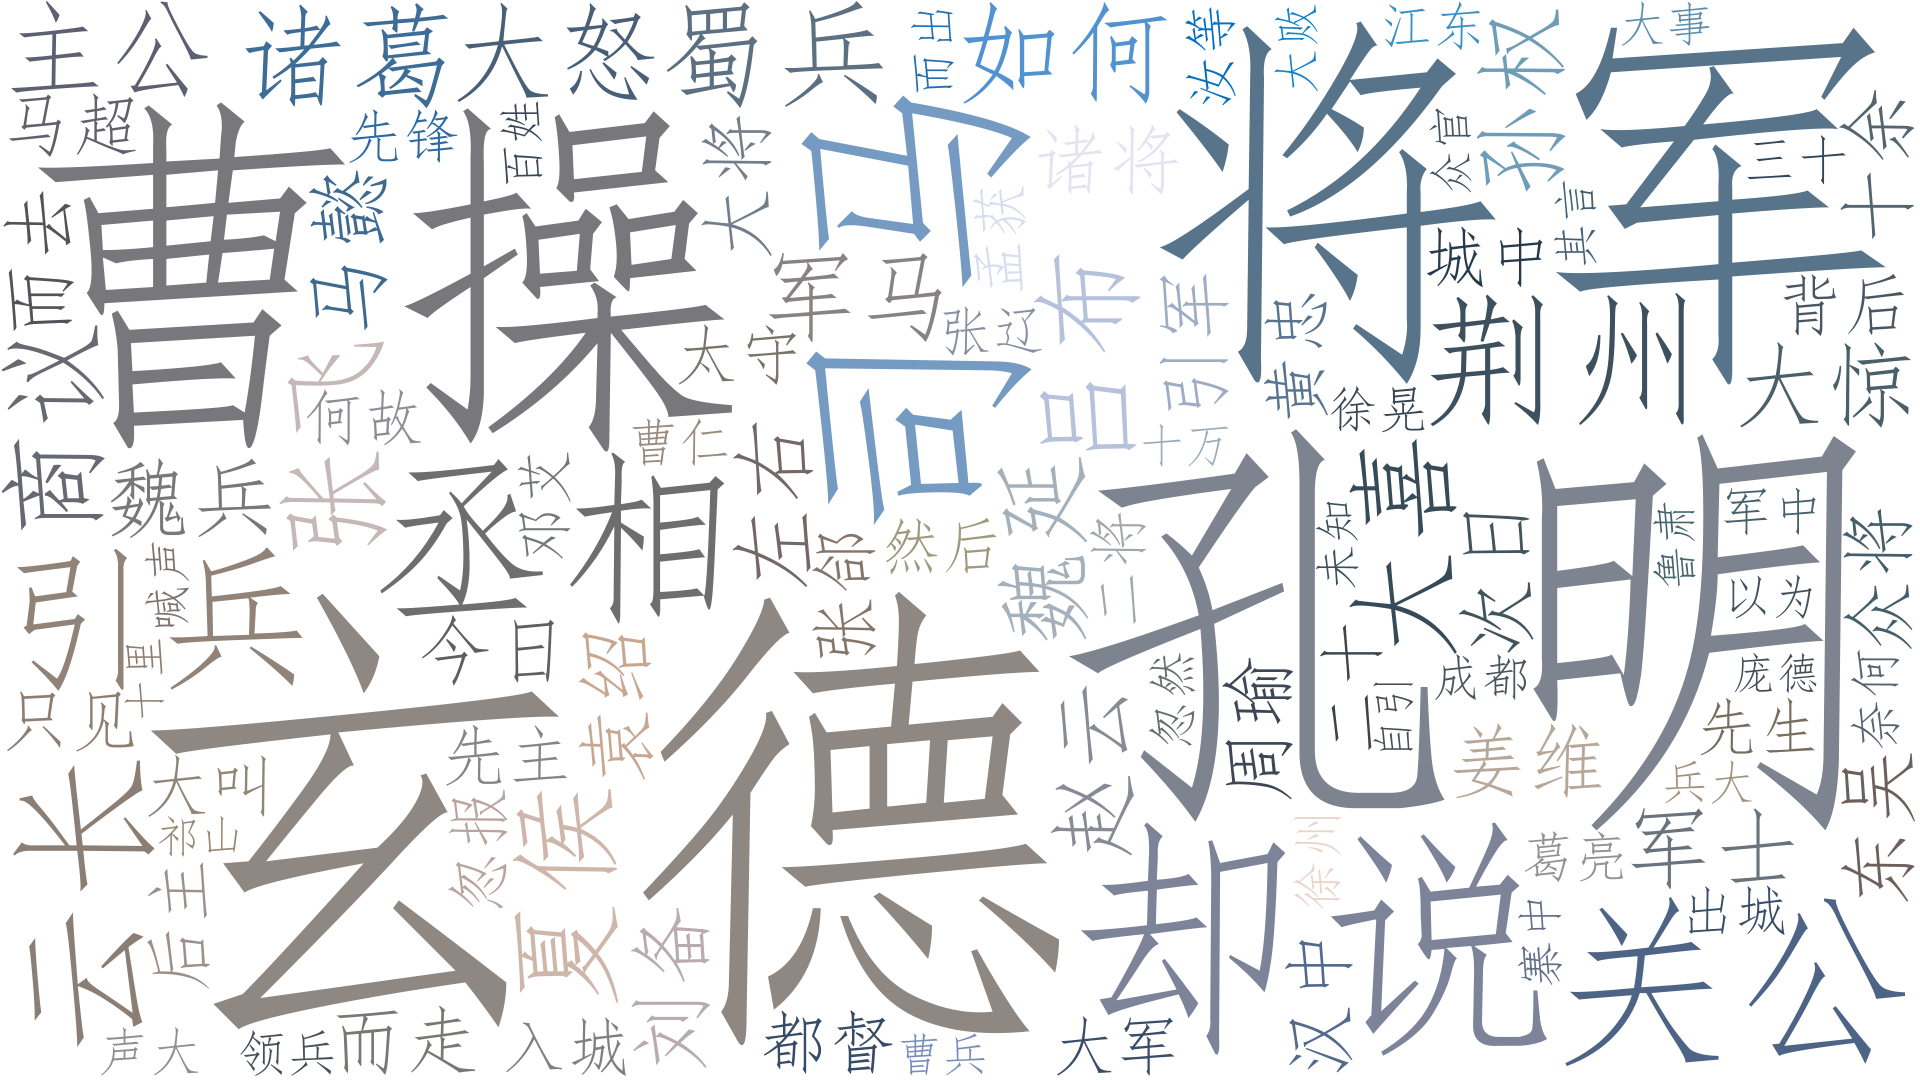 主公
诸葛
大怒
蜀兵
而出
如何
汝等
大败
江东
孙权
大事
将军
马超
曹操
先锋
百姓
大将
司马
诸将
众官
三十
十余
而去
马懿
孟获
城中
其言
背后
商议
张飞
何故
太守
军马
张辽
吕布
引军
黄忠
徐晃
荆州
大惊
魏兵
丞相
邓艾
曹仁
左右
张郃
然后
魏延
十万
二将
孔明
大喜
未知
次日
鲁肃
军中
众将
引兵
喊声
十里
今日
玄德
袁绍
赵云
忽然
周瑜
二十
自引
成都
以为
庞德
奈何
只见
云长
大叫
祁山
先主
忽报
夏侯
姜维
先生
兵大
东吴
后主
刘备
却说
徐州
葛亮
军士
寨中
出城
关公
汉中
声大
领兵
而走
入城
都督
曹兵
大军